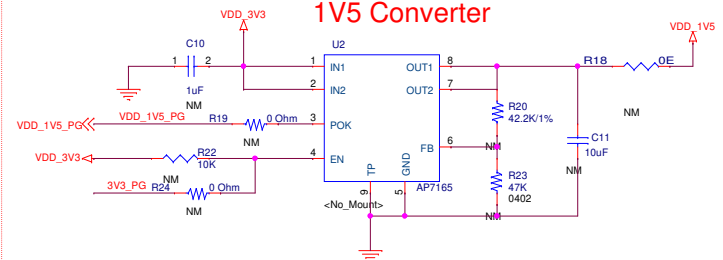 1V5 Converter
VDD_3V3
VDD_1V5
C10
U2
1 2
1 IN1
OUT1 8
R18 0E
1uF
2 IN2
OUT2 7
NM
R20
42.2K/1%
NM
VDD_1V5_PG
VDD_1V5_PG
R19 0 Ohm
3 POK
C11
10uF
NM
NM
FB 6
NM
VDD_3V3
R22
10K
4 EN
NM
R23
47K
0402
3V3_PG R24 0 Ohm
NM
TP
GND
9
5
AP7165
<No_Mount>
NM